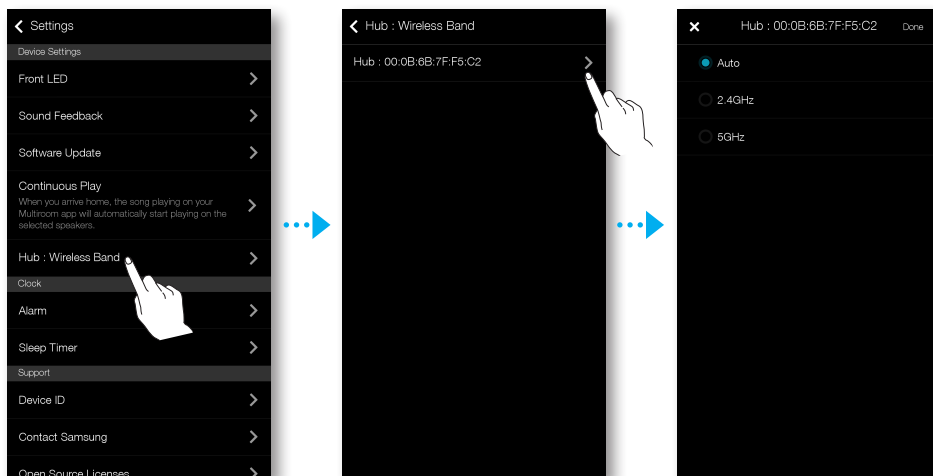 Settings
Device Settings
Front LED
Sound Feedback
Software Update
Continuous Play
When you arrive home, the song playing on your
Multiroom app will automatically start playing on the
selected speakers.
Hub : Wireless Band
Clock
Alarm
Sleep Timer
Support
Device ID
Contact Samsung
Open Source Licenses
Hub : Wireless Band
Hub : 00:0B:6B:7F:F5:C2
Hub : 00:0B:6B:7F:F5:C2 Done
Auto
2.4GHz
5GHz